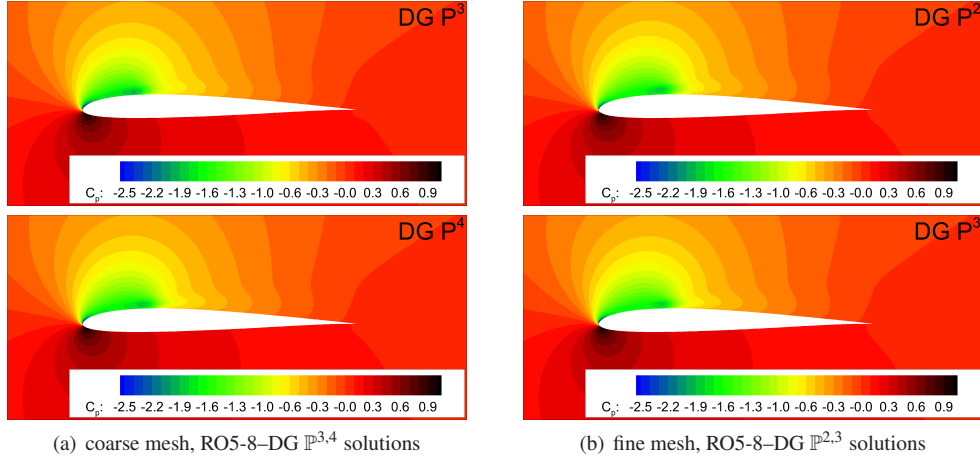 DG P³
DG P²
Cₚ: -2.5 -2.2 -1.9 -1.6 -1.3 -1.0 -0.6 -0.3 -0.0 0.3 0.6 0.9
Cₚ: -2.5 -2.2 -1.9 -1.6 -1.3 -1.0 -0.6 -0.3 -0.0 0.3 0.6 0.9
DG P⁴
DG P³
Cₚ: -2.5 -2.2 -1.9 -1.6 -1.3 -1.0 -0.6 -0.3 -0.0 0.3 0.6 0.9
Cₚ: -2.5 -2.2 -1.9 -1.6 -1.3 -1.0 -0.6 -0.3 -0.0 0.3 0.6 0.9
(a) coarse mesh, RO5-8–DG ℙ³,⁴ solutions
(b) fine mesh, RO5-8–DG ℙ²,³ solutions